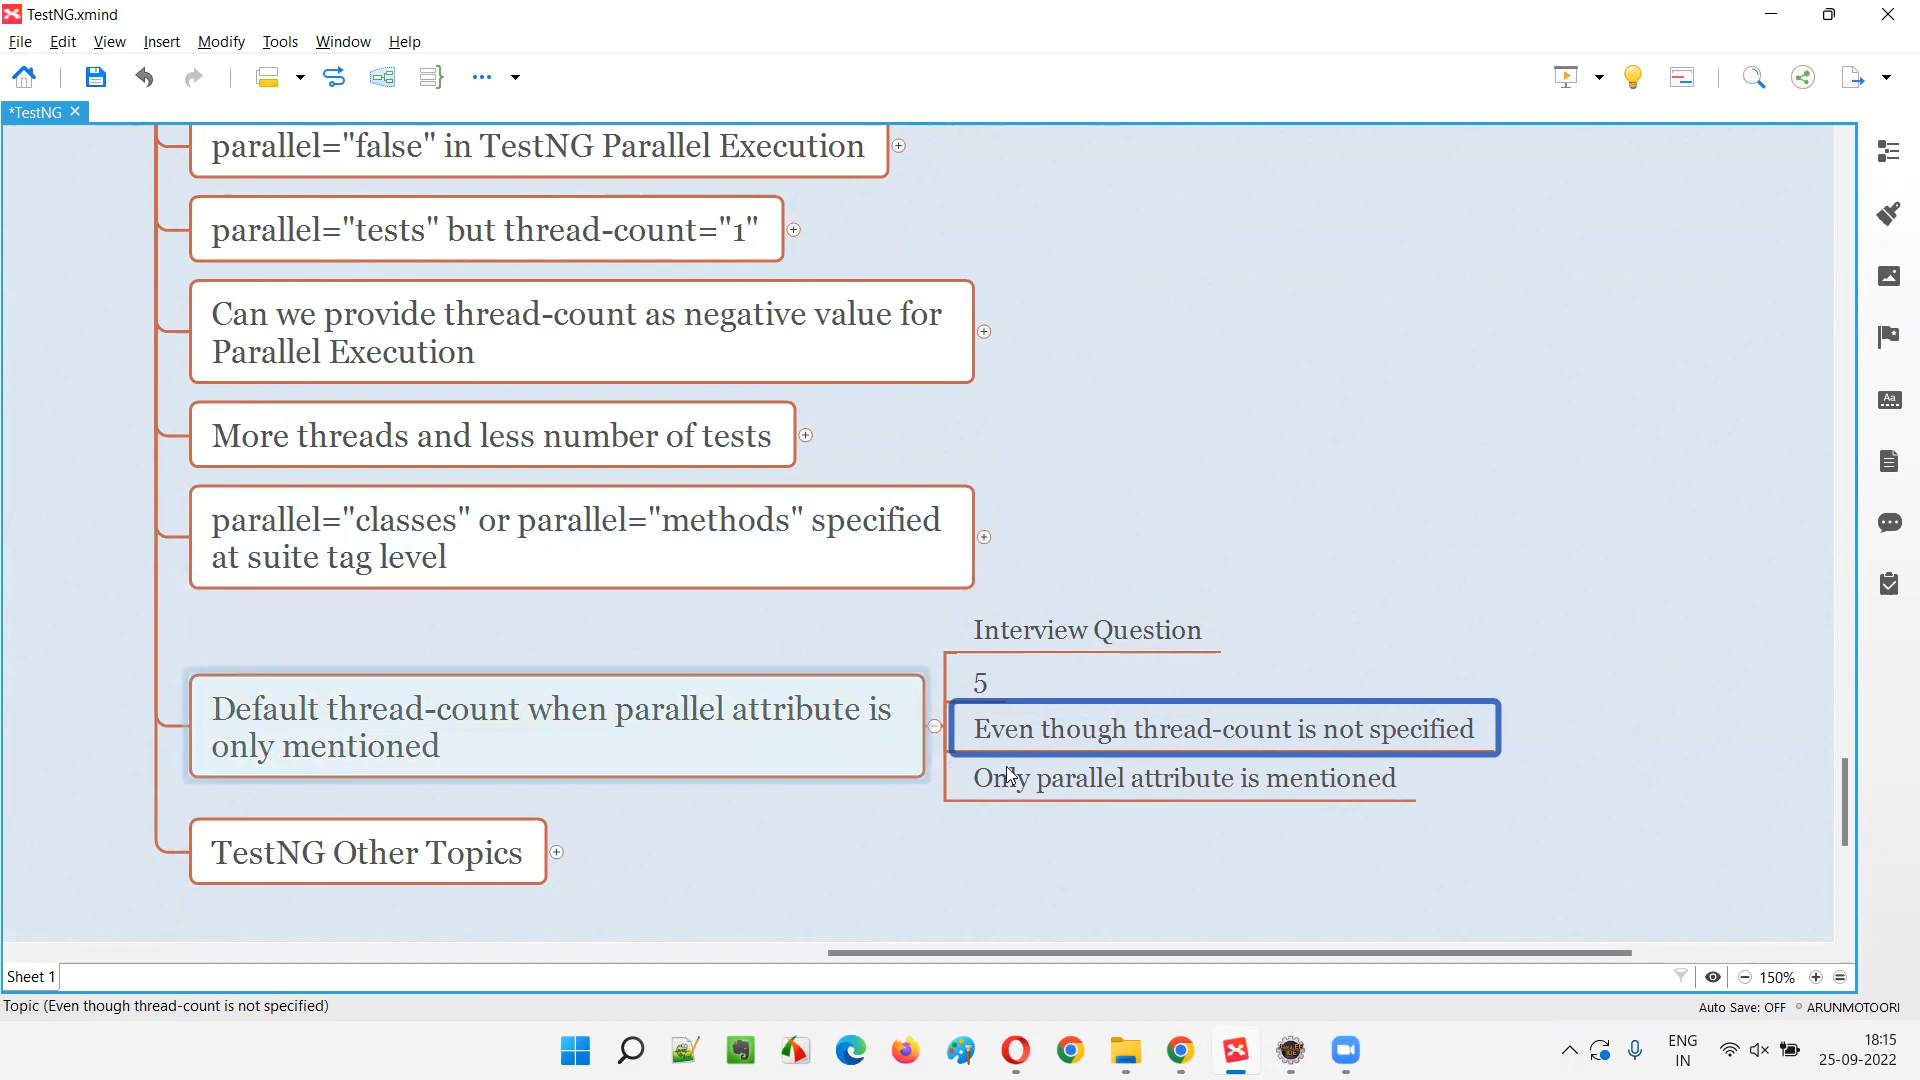 TestNG.xmind
File Edit View Insert Modify Tools Window Help
*TestNG
parallel="false" in TestNG Parallel Execution
parallel="tests" but thread-count="1"
Can we provide thread-count as negative value for
Parallel Execution
More threads and less number of tests
parallel="classes" or parallel="methods" specified
at suite tag level
Default thread-count when parallel attribute is
only mentioned
Interview Question
5
Even though thread-count is not specified
Only parallel attribute is mentioned
TestNG Other Topics
Sheet 1
150%
Topic (Even though thread-count is not specified)
Auto Save: OFF
ARUNMOTOORI
ENG
IN
18:15
25-09-2022